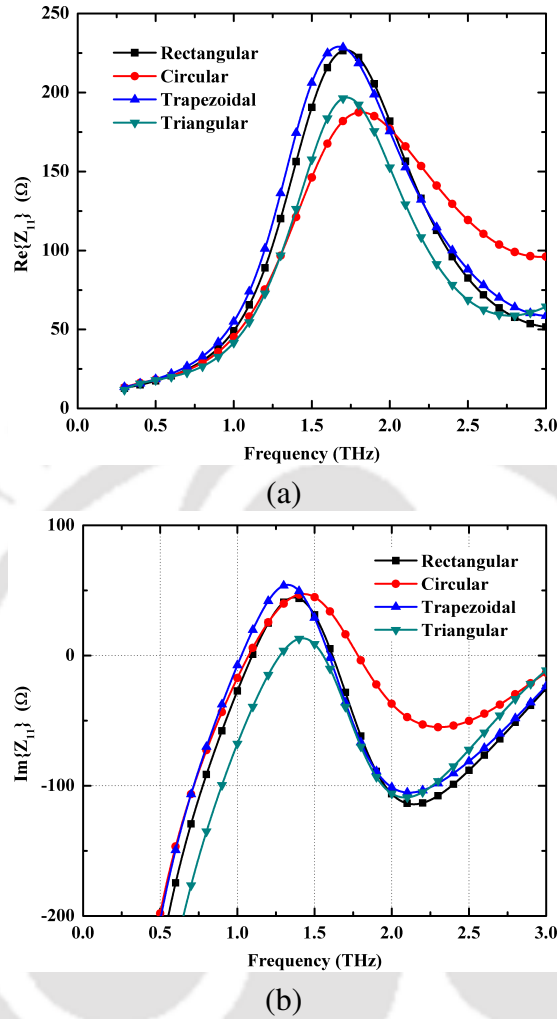 250
200
150
100
50
0
Re{Z11} (Ω)
Rectangular
Circular
Trapezoidal
Triangular
0.0 0.5 1.0 1.5 2.0 2.5 3.0
Frequency (THz)
(a)
100
0
-100
-200
Im{Z11} (Ω)
Rectangular
Circular
Trapezoidal
Triangular
0.0 0.5 1.0 1.5 2.0 2.5 3.0
Frequency (THz)
(b)